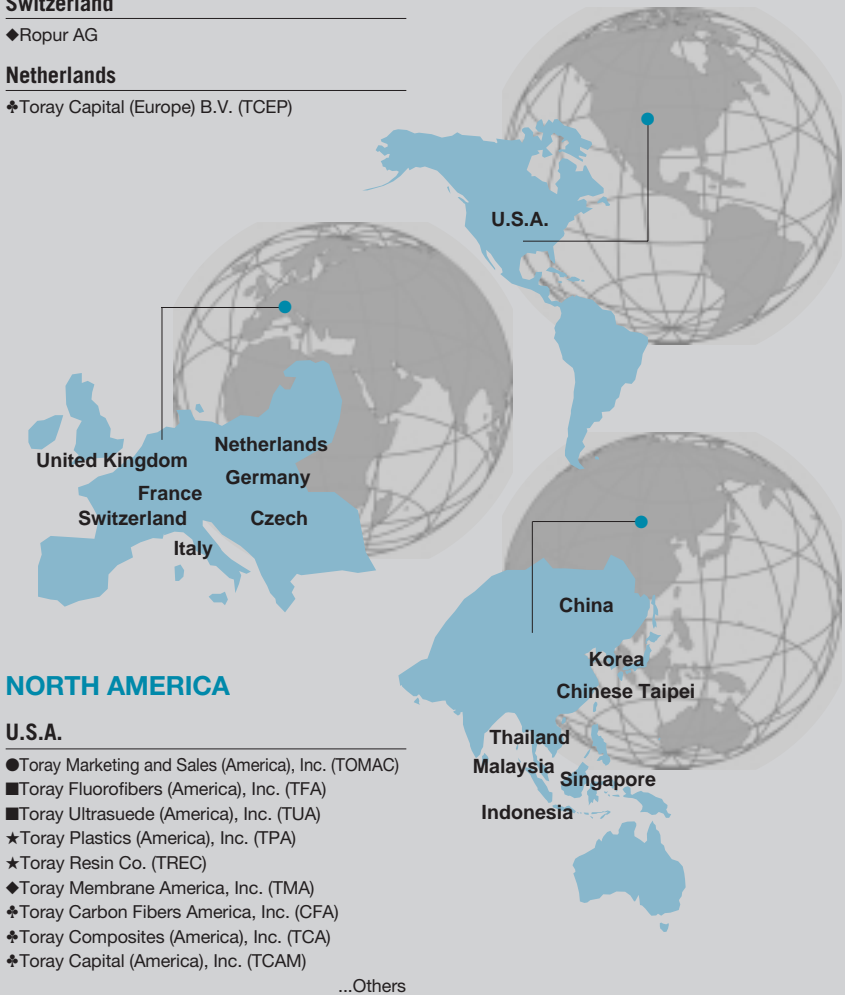 Switzerland
◆Ropur AG
Netherlands
♣Toray Capital (Europe) B.V. (TCEP)
U.S.A.
Netherlands
United Kingdom
Germany
France
Switzerland
Czech
Italy
China
Korea
Chinese Taipei
Thailand
Malaysia
Singapore
Indonesia
NORTH AMERICA
U.S.A.
●Toray Marketing and Sales (America), Inc. (TOMAC)
■Toray Fluorofibers (America), Inc. (TFA)
■Toray Ultrasuede (America), Inc. (TUA)
★Toray Plastics (America), Inc. (TPA)
★Toray Resin Co. (TREC)
◆Toray Membrane America, Inc. (TMA)
♣Toray Carbon Fibers America, Inc. (CFA)
♣Toray Composites (America), Inc. (TCA)
♣Toray Capital (America), Inc. (TCAM)
...Others